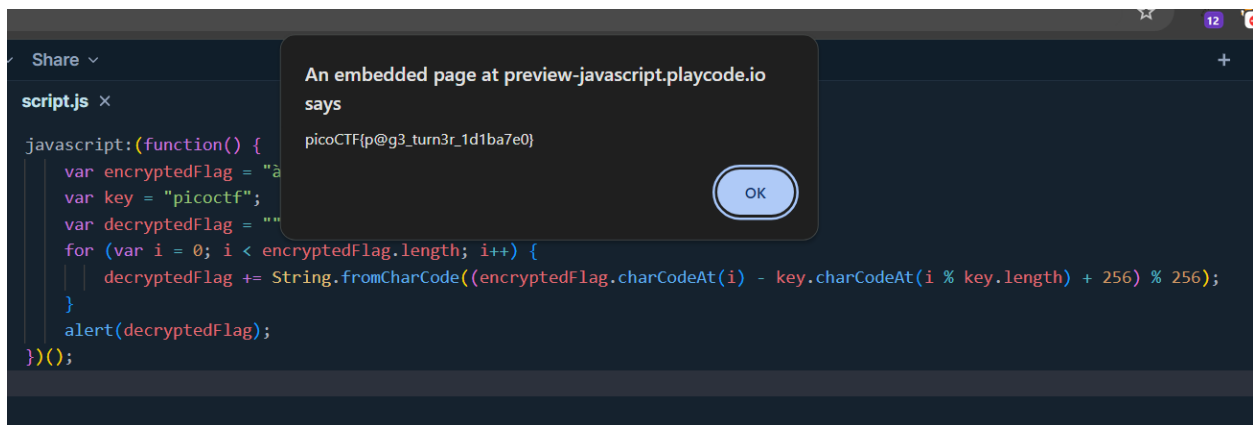 12
Share
+
script.js ×
An embedded page at preview-javascript.playcode.io
says
picoCTF{p@g3_turn3r_1d1ba7e0}
OK
javascript:(function() {
var encryptedFlag = "à
var key = "picoctf";
var decryptedFlag = ""
for (var i = 0; i < encryptedFlag.length; i++) {
decryptedFlag += String.fromCharCode((encryptedFlag.charCodeAt(i) - key.charCodeAt(i % key.length) + 256) % 256);
}
alert(decryptedFlag);
})();